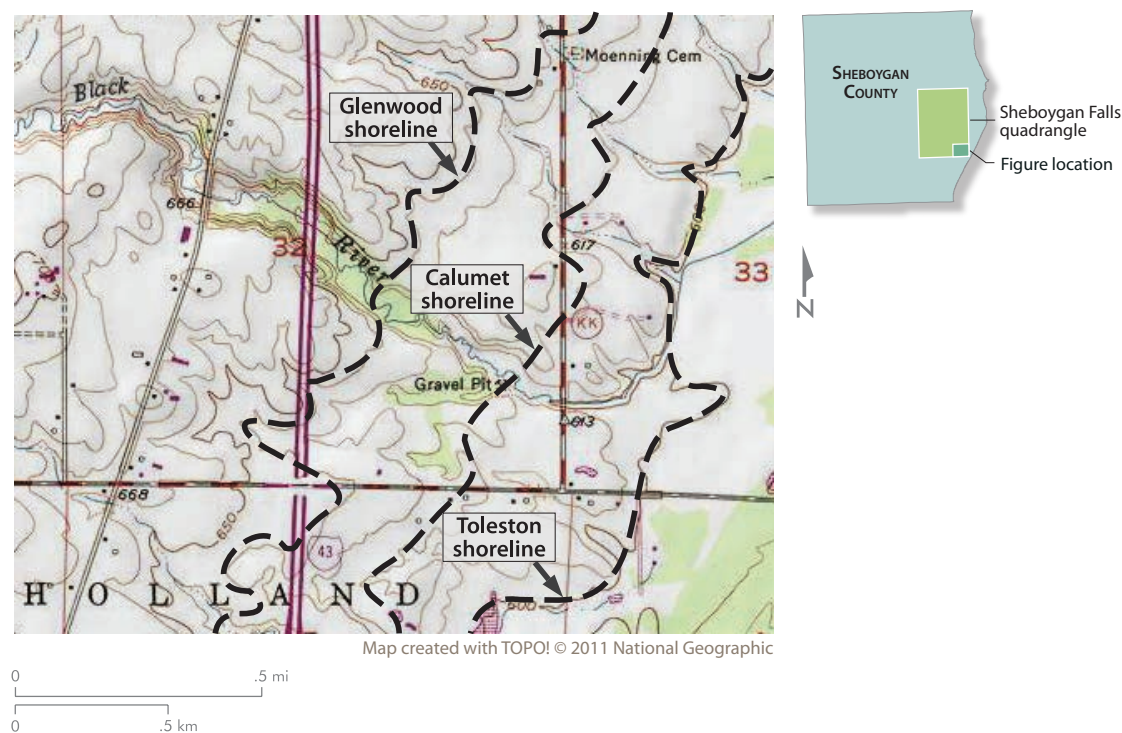 Black
650
Moenning Cem
Glenwood
shoreline
666
32
River
617
Calumet
shoreline
33
KK
Gravel Pit
613
668
650
Toleston
shoreline
43
600
HOLLAND
Map created with TOPO! © 2011 National Geographic
0 .5 mi
0 .5 km
SHEBOYGAN
COUNTY
Sheboygan Falls
quadrangle
Figure location
N